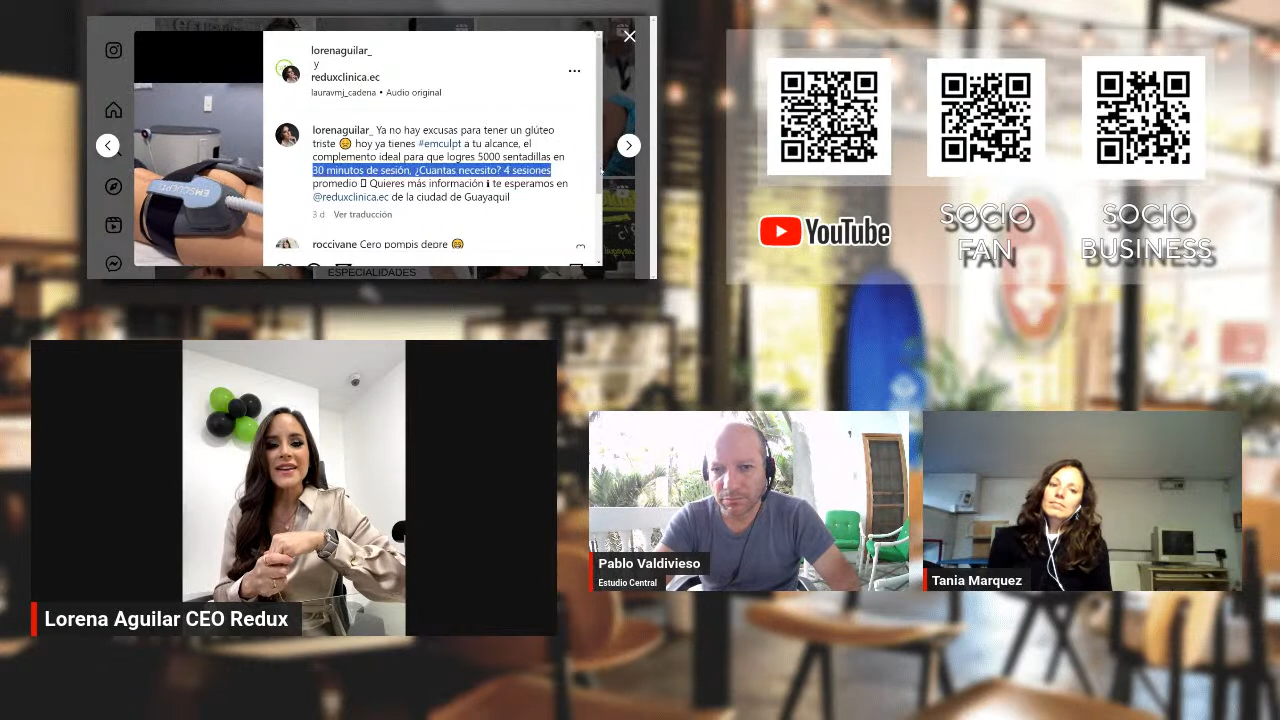 lorenaguilar_
y
reduxclinica.ec
lauravmj_cadena • Audio original
lorenaguilar_ Ya no hay excusas para tener un glúteo
triste 😔 hoy ya tienes #emculpt a tu alcance, el
complemento ideal para que logres 5000 sentadillas en
30 minutos de sesión, ¿Cuantas necesito? 4 sesiones
promedio Quieres más información ℹ te esperamos en
@reduxclinica.ec de la ciudad de Guayaquil
3 d Ver traducción
roccivane Cero pompis depre
ESPECIALIDADES
EMSCULPT
YouTube
SOCIO
FAN
SOCIO
BUSINESS
Lorena Aguilar CEO Redux
Pablo Valdivieso
Estudio Central
Tania Marquez